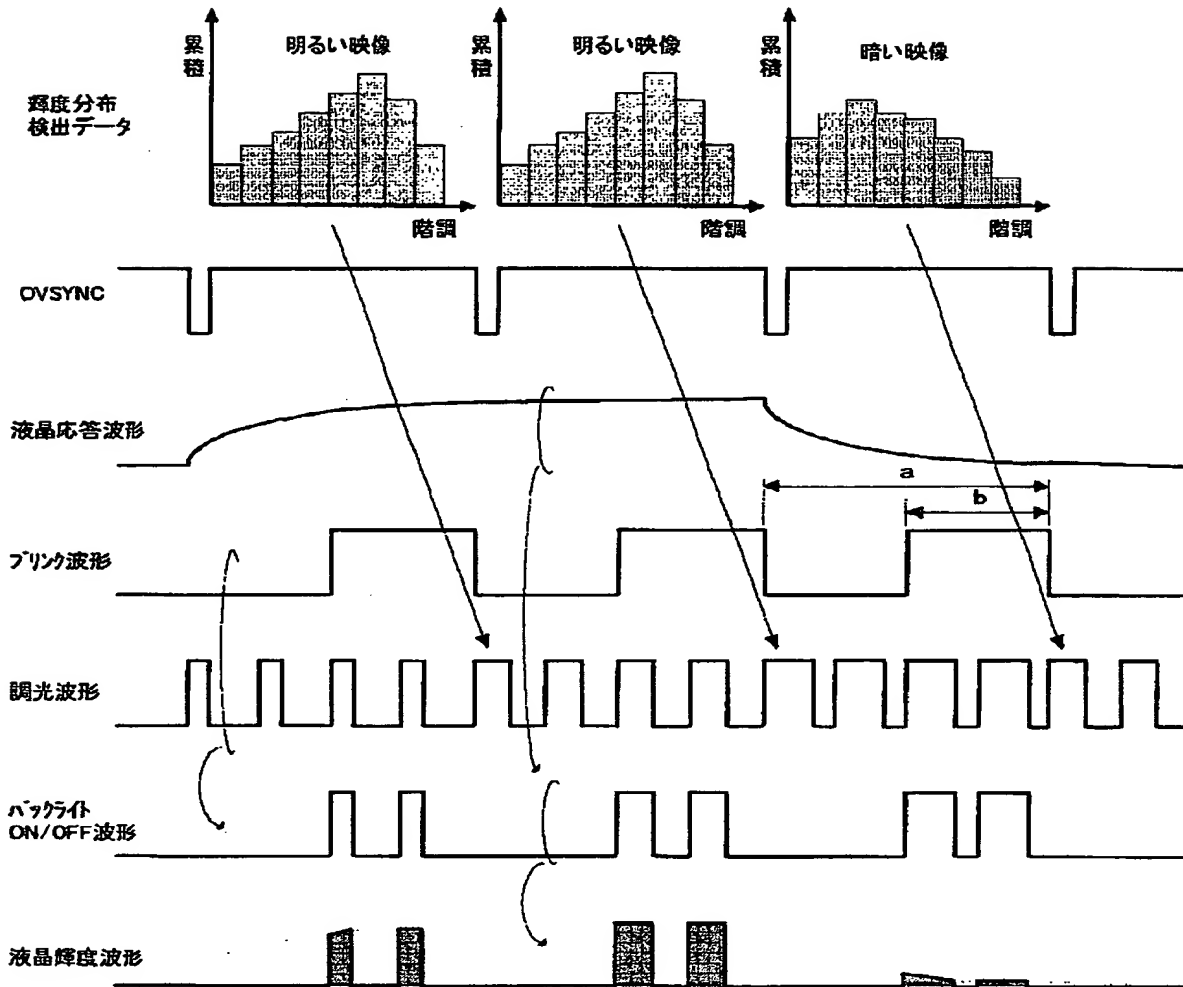 累積
明るい映像
累積
明るい映像
累積
暗い映像
輝度分布
検出データ
階調
階調
階調
OVSYNC
液晶応答波形
a
b
ブリンク波形
調光波形
バックライト
ON/OFF波形
液晶輝度波形